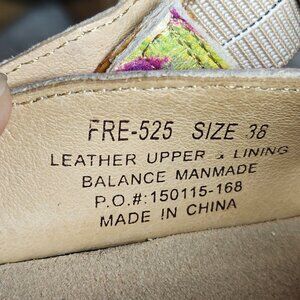 FRE-525 SIZE 38
LEATHER UPPER & LINING
BALANCE MANMADE
P.O.#:150115-168
MADE IN CHINA